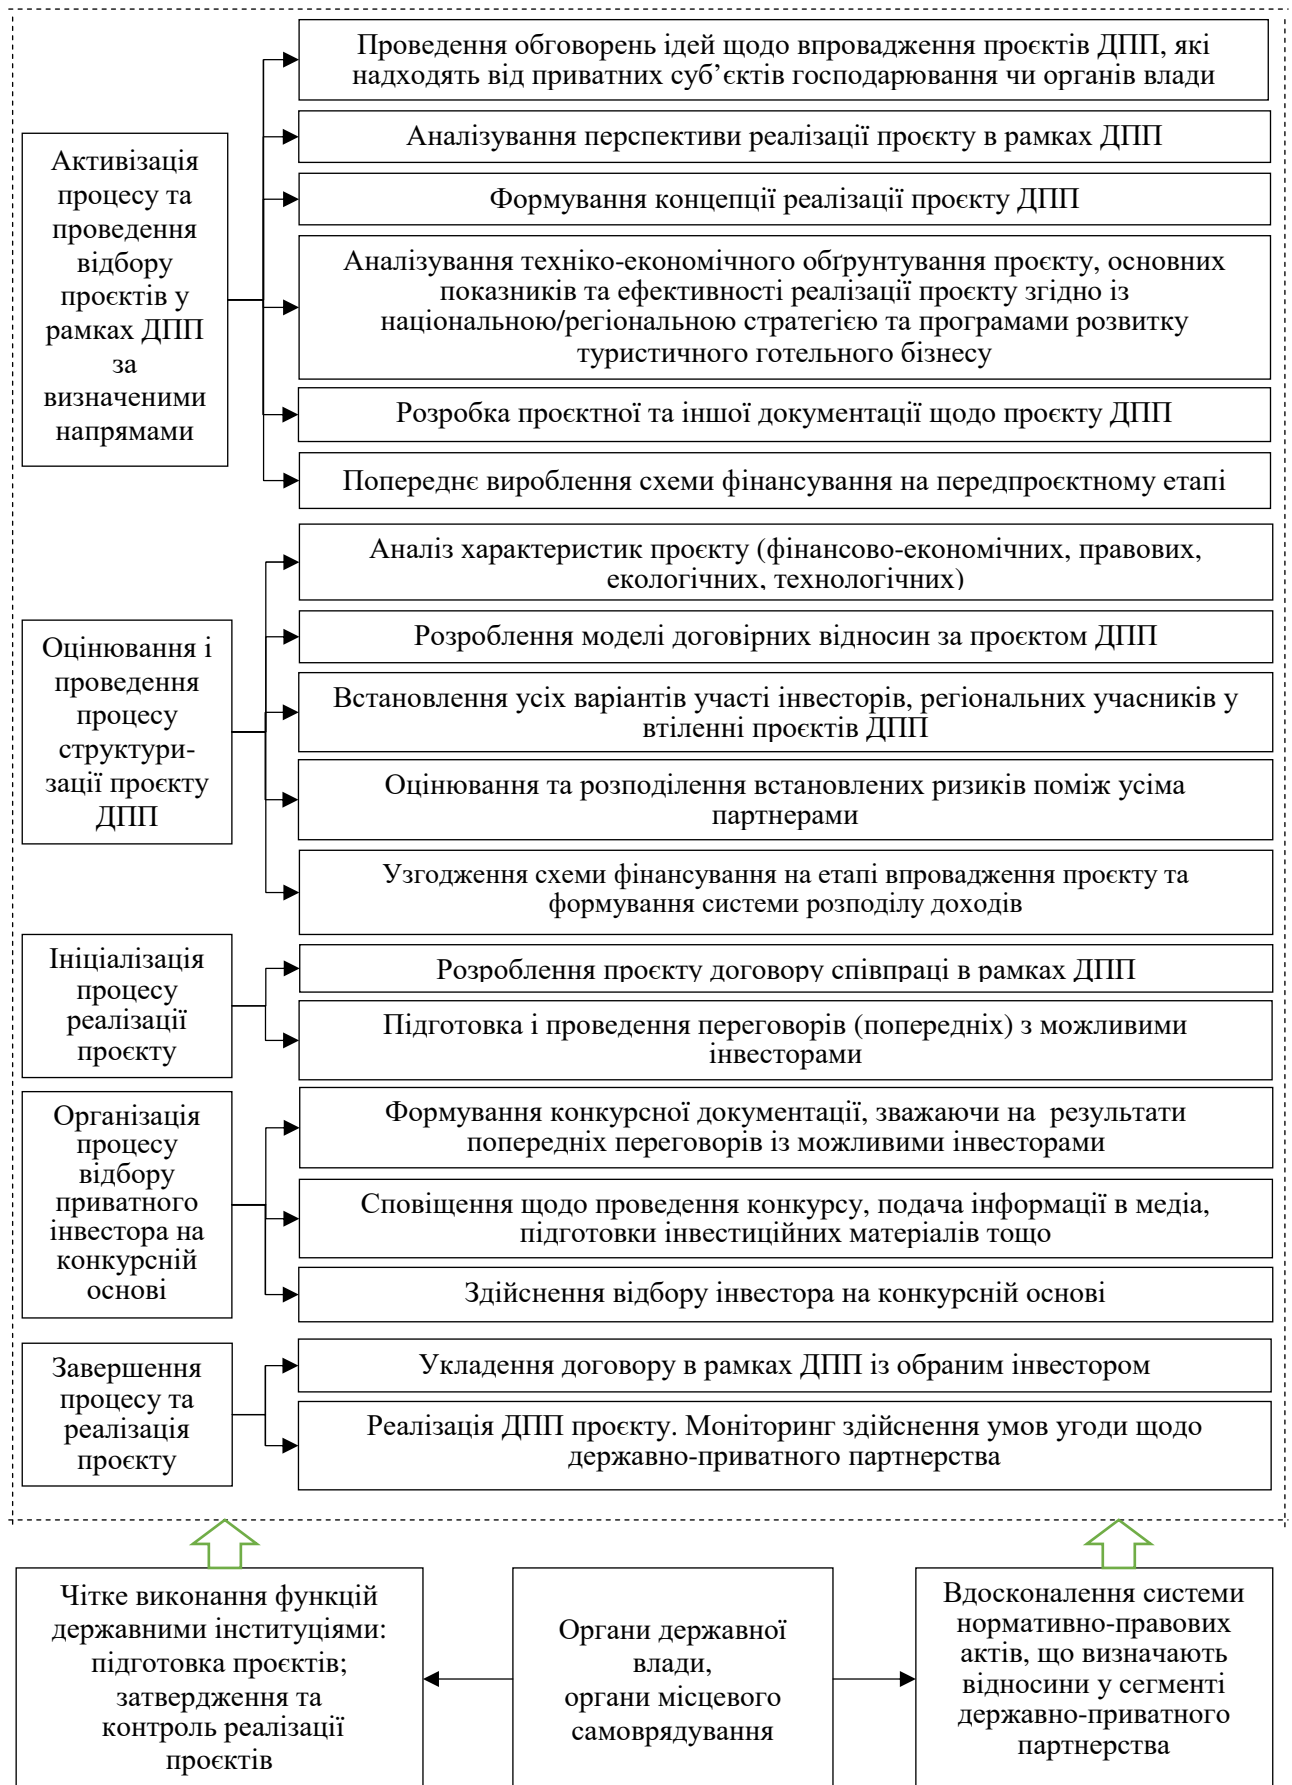 Активізація
процесу та
проведення
відбору
проєктів у
рамках ДПП
за
визначеними
напрямами
Проведення обговорень ідей щодо впровадження проєктів ДПП, які
надходять від приватних суб’єктів господарювання чи органів влади
Аналізування перспективи реалізації проєкту в рамках ДПП
Формування концепції реалізації проєкту ДПП
Аналізування техніко-економічного обґрунтування проєкту, основних
показників та ефективності реалізації проєкту згідно із
національною/регіональною стратегією та програмами розвитку
туристичного готельного бізнесу
Розробка проєктної та іншої документації щодо проєкту ДПП
Попереднє вироблення схеми фінансування на передпроєктному етапі
Оцінювання і
проведення
процесу
структури-
зації проєкту
ДПП
Аналіз характеристик проєкту (фінансово-економічних, правових,
екологічних, технологічних)
Розроблення моделі договірних відносин за проєктом ДПП
Встановлення усіх варіантів участі інвесторів, регіональних учасників у
втіленні проєктів ДПП
Оцінювання та розподілення встановлених ризиків поміж усіма
партнерами
Узгодження схеми фінансування на етапі впровадження проєкту та
формування системи розподілу доходів
Ініціалізація
процесу
реалізації
проєкту
Розроблення проєкту договору співпраці в рамках ДПП
Підготовка і проведення переговорів (попередніх) з можливими
інвесторами
Організація
процесу
відбору
приватного
інвестора на
конкурсній
основі
Формування конкурсної документації, зважаючи на  результати
попередніх переговорів із можливими інвесторами
Сповіщення щодо проведення конкурсу, подача інформації в медіа,
підготовки інвестиційних матеріалів тощо
Здійснення відбору інвестора на конкурсній основі
Завершення
процесу та
реалізація
проєкту
Укладення договору в рамках ДПП із обраним інвестором
Реалізація ДПП проєкту. Моніторинг здійснення умов угоди щодо
державно-приватного партнерства
Чітке виконання функцій
державними інституціями:
підготовка проєктів;
затвердження та
контроль реалізації
проєктів
Органи державної
влади,
органи місцевого
самоврядування
Вдосконалення системи
нормативно-правових
актів, що визначають
відносини у сегменті
державно-приватного
партнерства